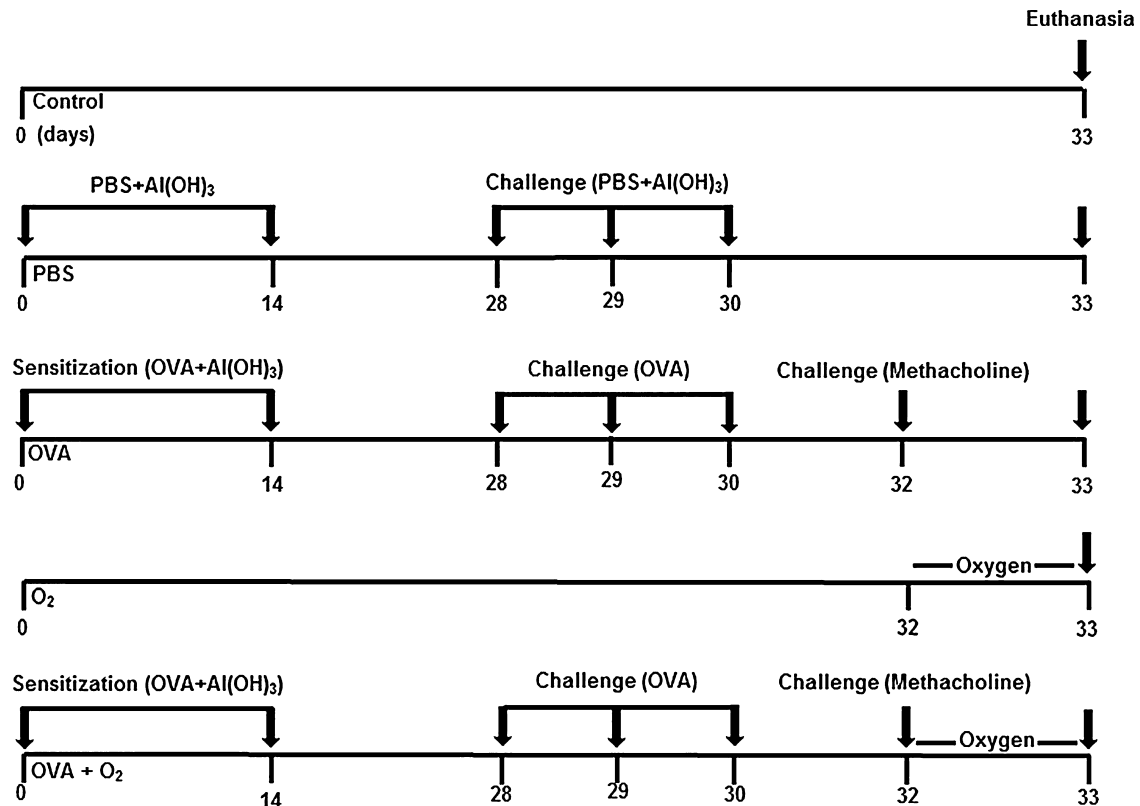 Euthanasia
Control
0 (days)
33
PBS+Al(OH)₃
Challenge (PBS+Al(OH)₃)
PBS
0
14
28
29
30
33
Sensitization (OVA+Al(OH)₃)
Challenge (OVA)
Challenge (Methacholine)
OVA
0
14
28
29
30
32
33
Oxygen
O₂
0
32
33
Sensitization (OVA+Al(OH)₃)
Challenge (OVA)
Challenge (Methacholine)
Oxygen
OVA + O₂
0
14
28
29
30
32
33